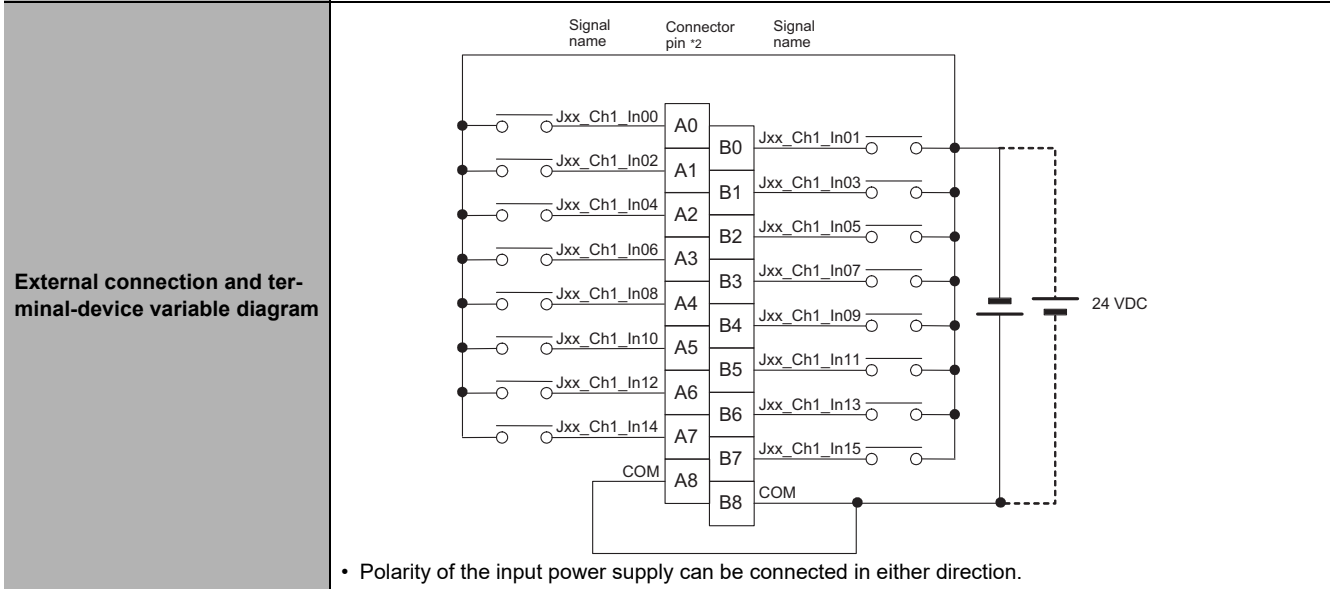 External connection and ter-
minal-device variable diagram
Signal
name
Connector
pin *2
Signal
name
Jxx_Ch1_In00
A0
B0
Jxx_Ch1_In01
Jxx_Ch1_In02
A1
B1
Jxx_Ch1_In03
Jxx_Ch1_In04
A2
B2
Jxx_Ch1_In05
Jxx_Ch1_In06
A3
B3
Jxx_Ch1_In07
Jxx_Ch1_In08
A4
B4
Jxx_Ch1_In09
Jxx_Ch1_In10
A5
B5
Jxx_Ch1_In11
Jxx_Ch1_In12
A6
B6
Jxx_Ch1_In13
Jxx_Ch1_In14
A7
B7
Jxx_Ch1_In15
COM
A8
B8
COM
24 VDC
• Polarity of the input power supply can be connected in either direction.